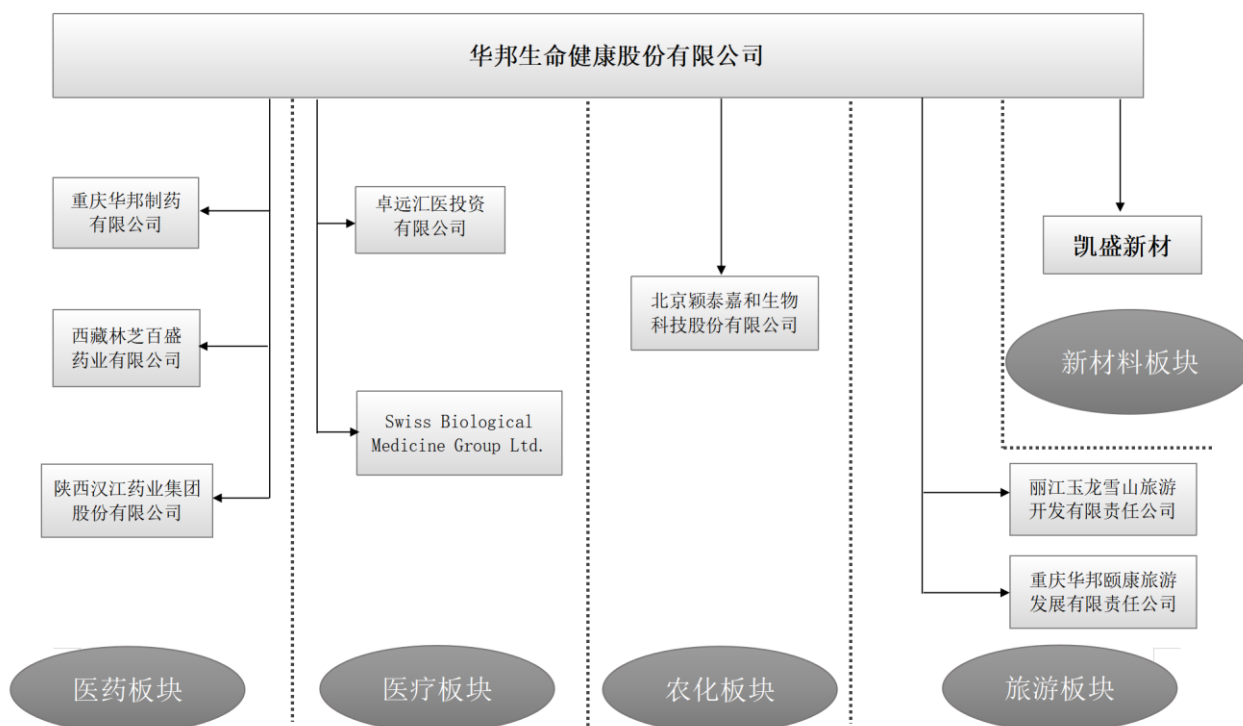 华邦生命健康股份有限公司
重庆华邦制药
有限公司
西藏林芝百盛
药业有限公司
陕西汉江药业集团
股份有限公司
医药板块
卓远汇医投资
有限公司
Swiss Biological
Medicine Group Ltd.
医疗板块
北京颖泰嘉和生物
科技股份有限公司
农化板块
凯盛新材
新材料板块
丽江玉龙雪山旅游
开发有限责任公司
重庆华邦颐康旅游
发展有限责任公司
旅游板块